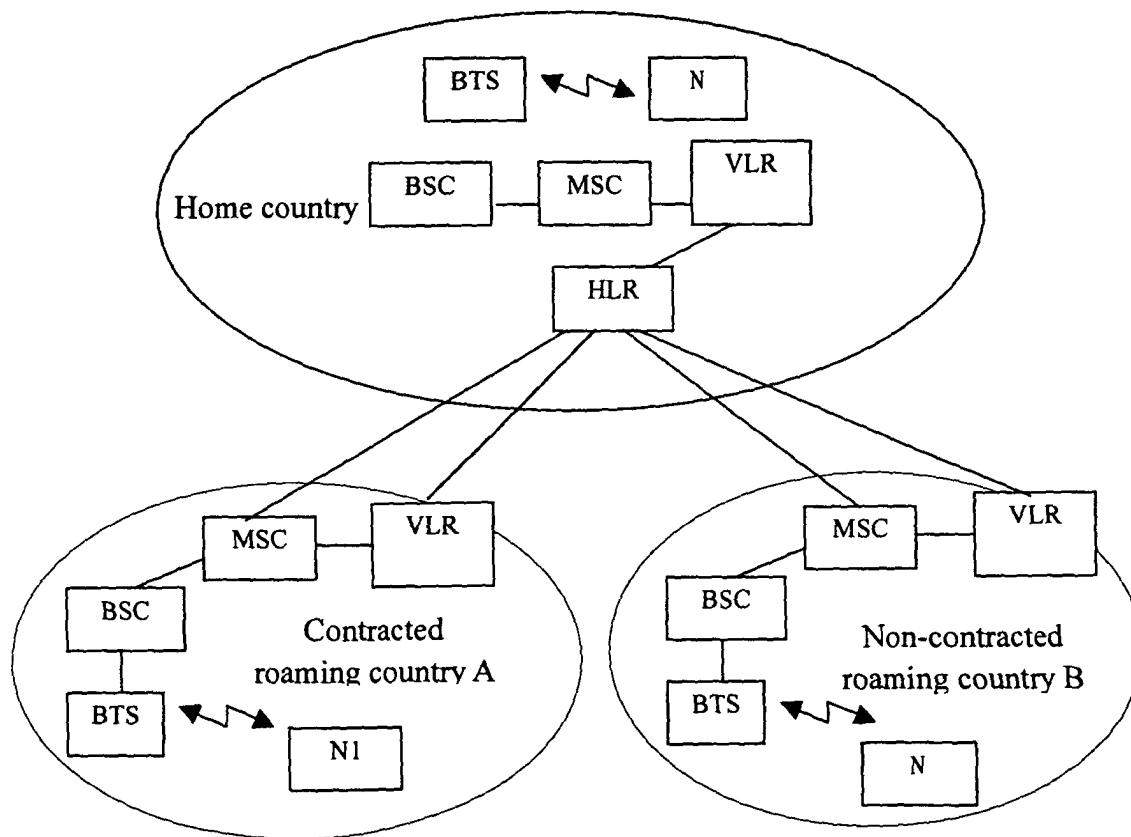 BTS
N
BSC
MSC
VLR
Home country
HLR
MSC
VLR
BSC
Contracted
roaming country A
BTS
N1
MSC
VLR
BSC
Non-contracted
roaming country B
BTS
N